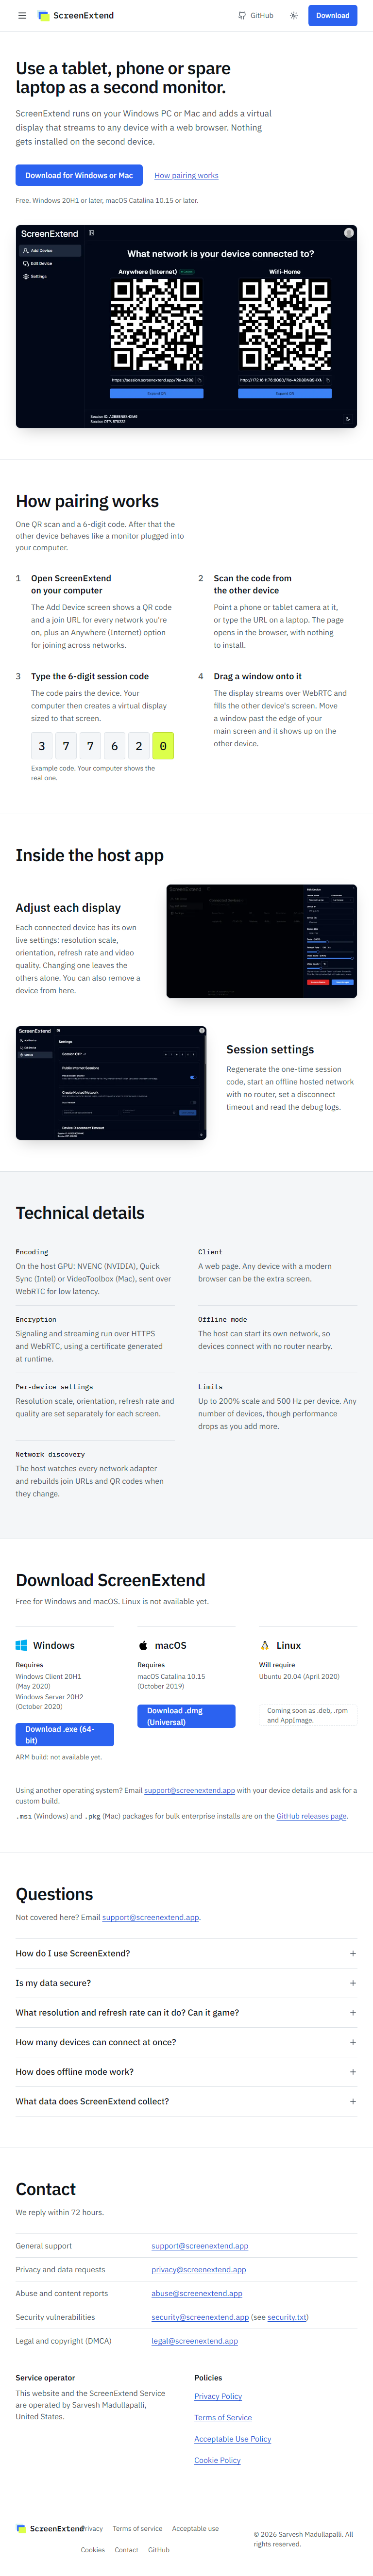 ScreenExtend
GitHub
Download
Use a tablet, phone or spare
laptop as a second monitor.
ScreenExtend runs on your Windows PC or Mac and adds a virtual
display that streams to any device with a web browser. Nothing
gets installed on the second device.
Download for Windows or Mac
How pairing works
Free. Windows 20H1 or later, macOS Catalina 10.15 or later.
ScreenExtend
Add Device
Edit Device
Settings
What network is your device connected to?
Anywhere (Internet)
Wifi-Home
How pairing works
One QR scan and a 6-digit code. After that the
other device behaves like a monitor plugged into
your computer.
1
Open ScreenExtend
on your computer
The Add Device screen shows a QR code
and a join URL for every network you're
on, plus an Anywhere (Internet) option
for joining across networks.
2
Scan the code from
the other device
Point a phone or tablet camera at it,
or type the URL on a laptop. The page
opens in the browser, with nothing
to install.
3
Type the 6-digit session code
The code pairs the device. Your
computer then creates a virtual display
sized to that screen.
3 7 7 6 2 0
Example code. Your computer shows the
real one.
4
Drag a window onto it
The display streams over WebRTC and
fills the other device's screen. Move
a window past the edge of your
main screen and it shows up on the
other device.
Inside the host app
Adjust each display
Each connected device has its own
live settings: resolution scale,
orientation, refresh rate and video
quality. Changing one leaves the
others alone. You can also remove a
device from here.
ScreenExtend
Settings
Session OTP
Public Internet Sessions
Create Hosted Network
Device Disconnect Timeout
Session settings
Regenerate the one-time session
code, start an offline hosted network
with no router, set a disconnect
timeout and read the debug logs.
Technical details
Encoding
On the host GPU: NVENC (NVIDIA), Quick
Sync (Intel) or VideoToolbox (Mac), sent over
WebRTC for low latency.
Client
A web page. Any device with a modern
browser can be the extra screen.
Encryption
Signaling and streaming run over HTTPS
and WebRTC, using a certificate generated
at runtime.
Offline mode
The host can start its own network, so
devices connect with no router nearby.
Per-device settings
Resolution scale, orientation, refresh rate and
quality are set separately for each screen.
Limits
Up to 200% scale and 500 Hz per device. Any
number of devices, though performance
drops as you add more.
Network discovery
The host watches every network adapter
and rebuilds join URLs and QR codes when
they change.
Download ScreenExtend
Free for Windows and macOS. Linux is not available yet.
Windows
Requires
Windows Client 20H1
(May 2020)
Windows Server 20H2
(October 2020)
Download .exe (64-
bit)
ARM build: not available yet.
macOS
Requires
macOS Catalina 10.15
(October 2019)
Download .dmg
(Universal)
Linux
Will require
Ubuntu 20.04 (April 2020)
Coming soon as .deb, .rpm
and AppImage.
Using another operating system? Email support@screenextend.app with your device details and ask for a
custom build.
.msi (Windows) and .pkg (Mac) packages for bulk enterprise installs are on the GitHub releases page.
Questions
Not covered here? Email support@screenextend.app.
How do I use ScreenExtend?
Is my data secure?
What resolution and refresh rate can it do? Can it game?
How many devices can connect at once?
How does offline mode work?
What data does ScreenExtend collect?
Contact
We reply within 72 hours.
General support
support@screenextend.app
Privacy and data requests
privacy@screenextend.app
Abuse and content reports
abuse@screenextend.app
Security vulnerabilities
security@screenextend.app (see security.txt)
Legal and copyright (DMCA)
legal@screenextend.app
Service operator
This website and the ScreenExtend Service
are operated by Sarvesh Madullapalli,
United States.
Policies
Privacy Policy
Terms of Service
Acceptable Use Policy
Cookie Policy
ScreenExtend
Privacy
Terms of service
Acceptable use
Cookies
Contact
GitHub
© 2026 Sarvesh Madullapalli. All
rights reserved.